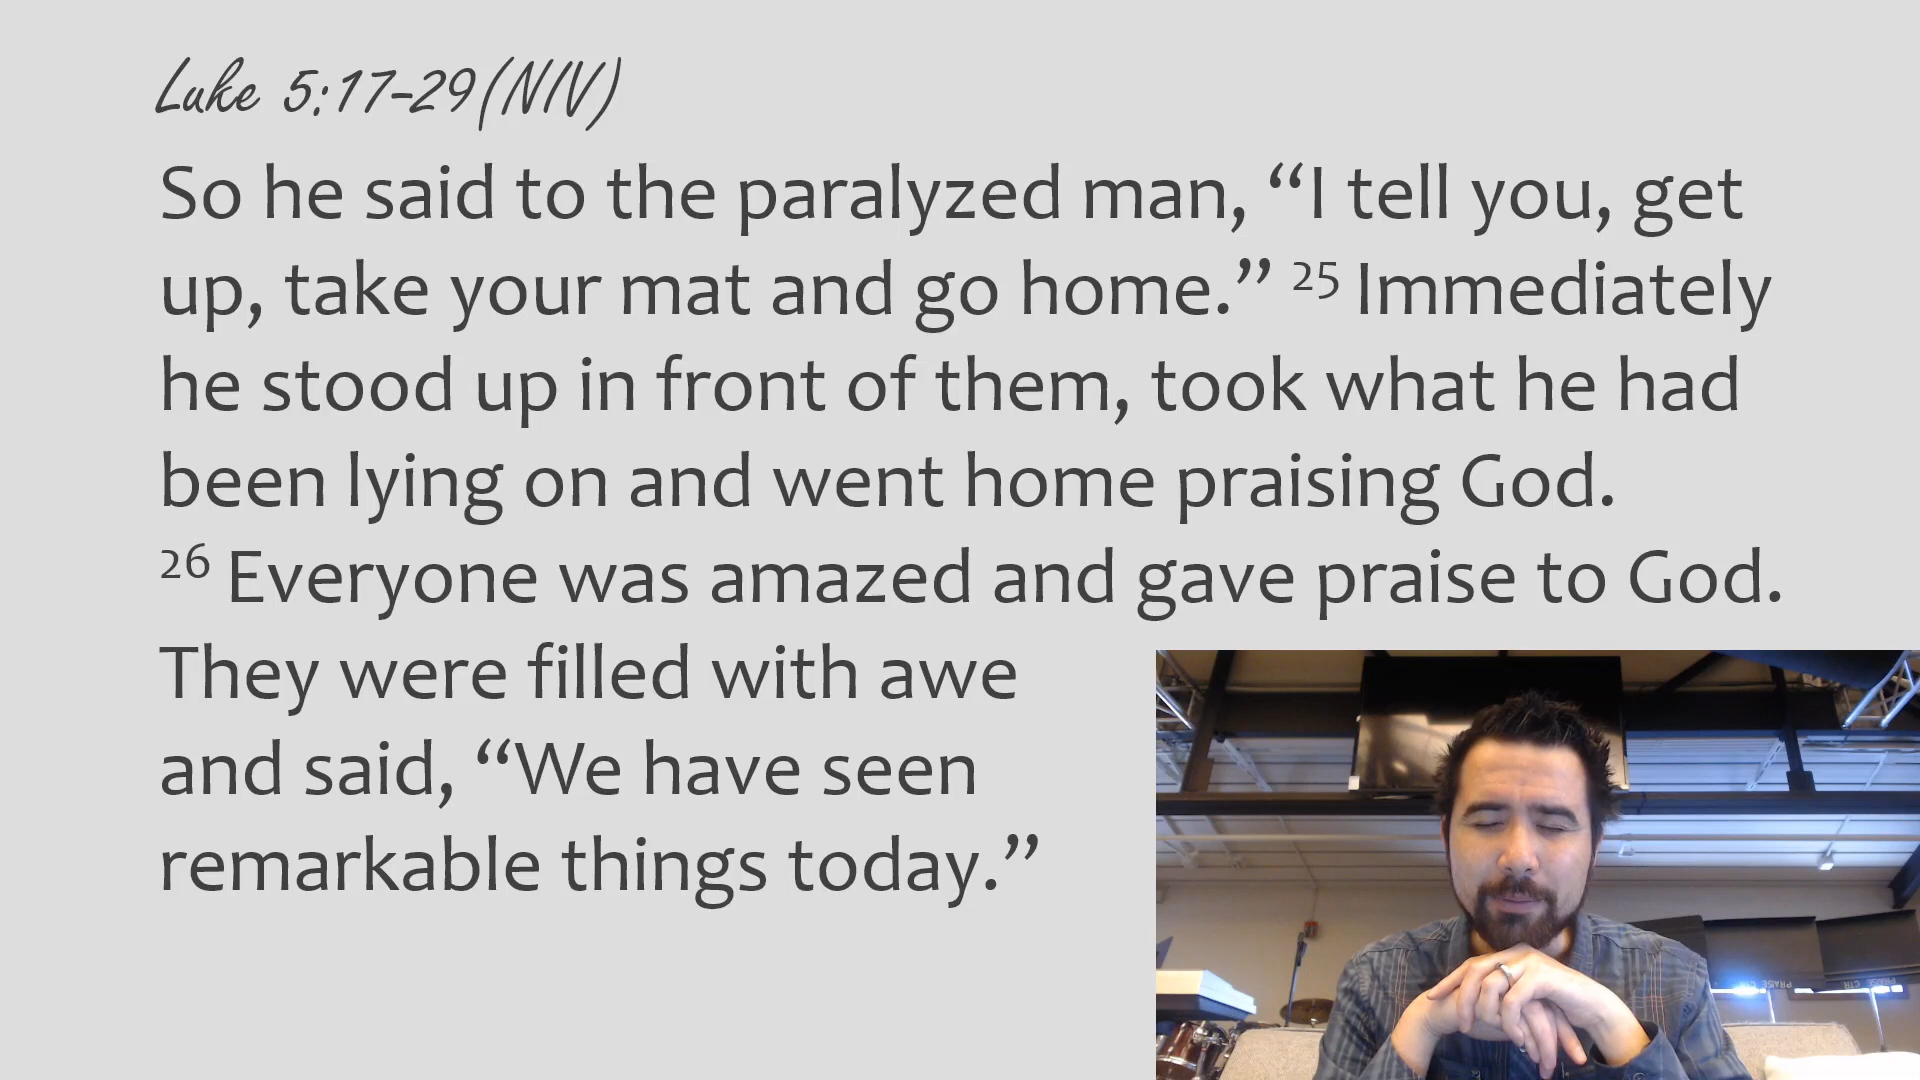 Luke 5:17-29(NIV)
So he said to the paralyzed man, “I tell you, get
up, take your mat and go home.” 25 Immediately
he stood up in front of them, took what he had
been lying on and went home praising God.
26 Everyone was amazed and gave praise to God.
They were filled with awe
and said, “We have seen
remarkable things today.”
PRAISE CTR
CTR